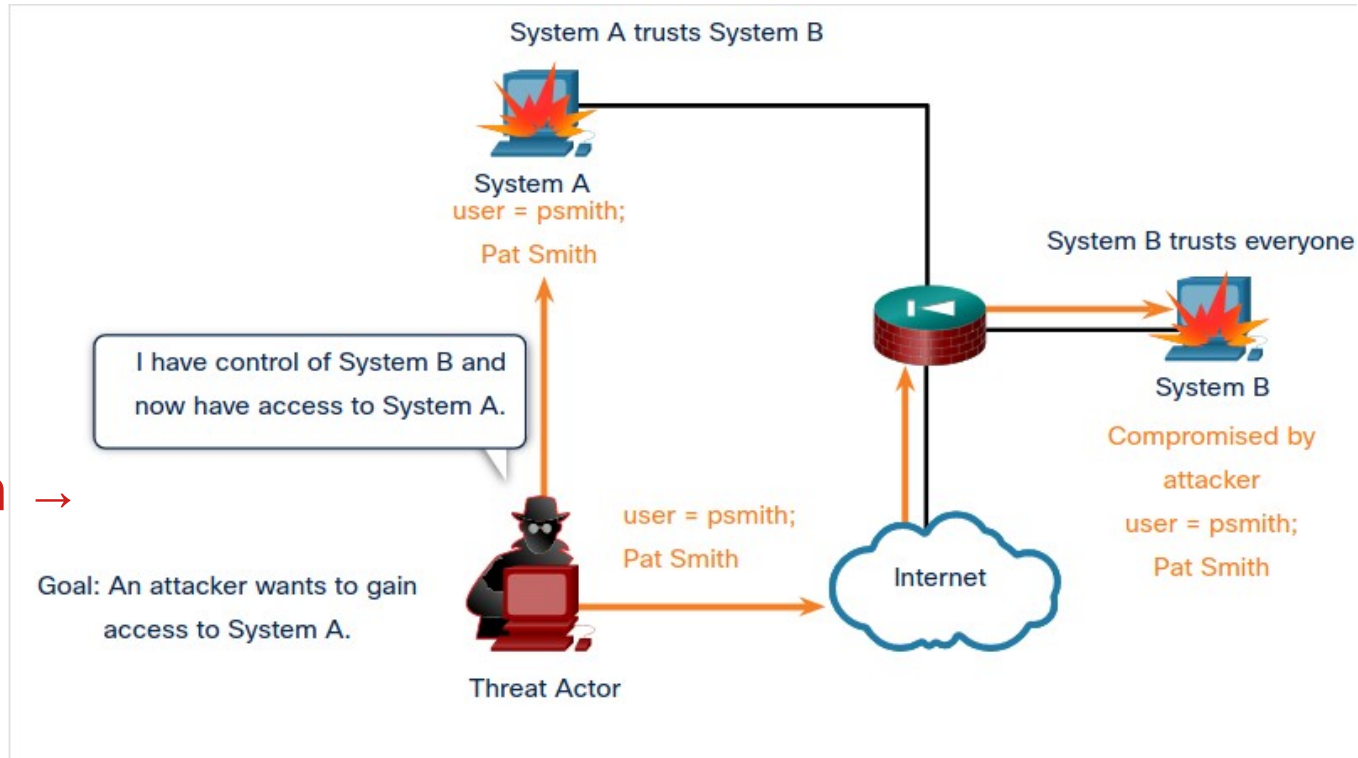 System A trusts System B
System A
user = psmith;
Pat Smith
System B trusts everyone
System B
Compromised by
attacker
user = psmith;
Pat Smith
I have control of System B and
now have access to System A.
→
user = psmith;
Pat Smith
Internet
Goal: An attacker wants to gain
access to System A.
Threat Actor